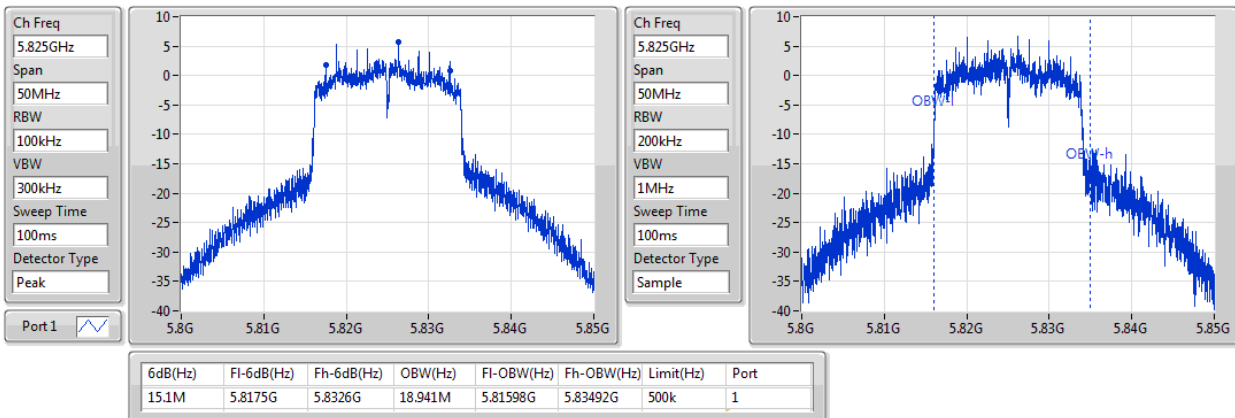 Ch Freq
5.825GHz
Span
50MHz
RBW
100kHz
VBW
300kHz
Sweep Time
100ms
Detector Type
Peak
Port 1
10
5
0
-5
-10
-15
-20
-25
-30
-35
-40
5.8G 5.81G 5.82G 5.83G 5.84G 5.85G
Ch Freq
5.825GHz
Span
50MHz
RBW
200kHz
VBW
1MHz
Sweep Time
100ms
Detector Type
Sample
10
5
0
-5
-10
-15
-20
-25
-30
-35
-40
OBW-l
OBW-h
5.8G 5.81G 5.82G 5.83G 5.84G 5.85G
6dB(Hz) Fl-6dB(Hz) Fh-6dB(Hz) OBW(Hz) Fl-OBW(Hz) Fh-OBW(Hz) Limit(Hz) Port
15.1M 5.8175G 5.8326G 18.941M 5.81598G 5.83492G 500k 1